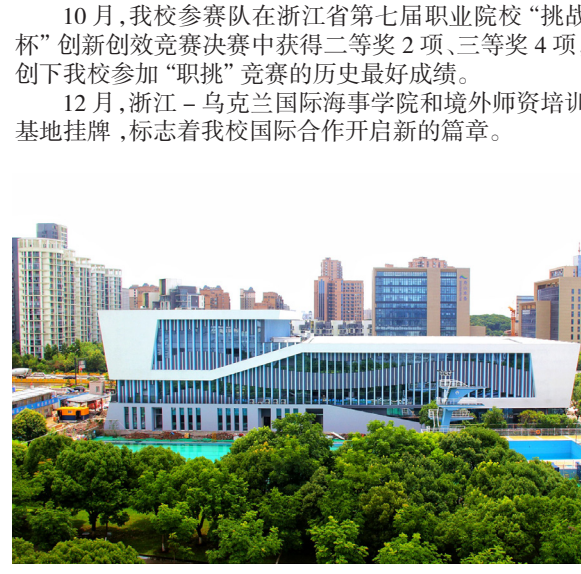 10 月，我校参赛队在浙江省第七届职业院校“挑战
杯”创新创效竞赛决赛中获得二等奖 2 项、三等奖 4 项，
创下我校参加“职挑”竞赛的历史最好成绩。
12 月，浙江 – 乌克兰国际海事学院和境外师资培训
基地挂牌，标志着我校国际合作开启新的篇章。